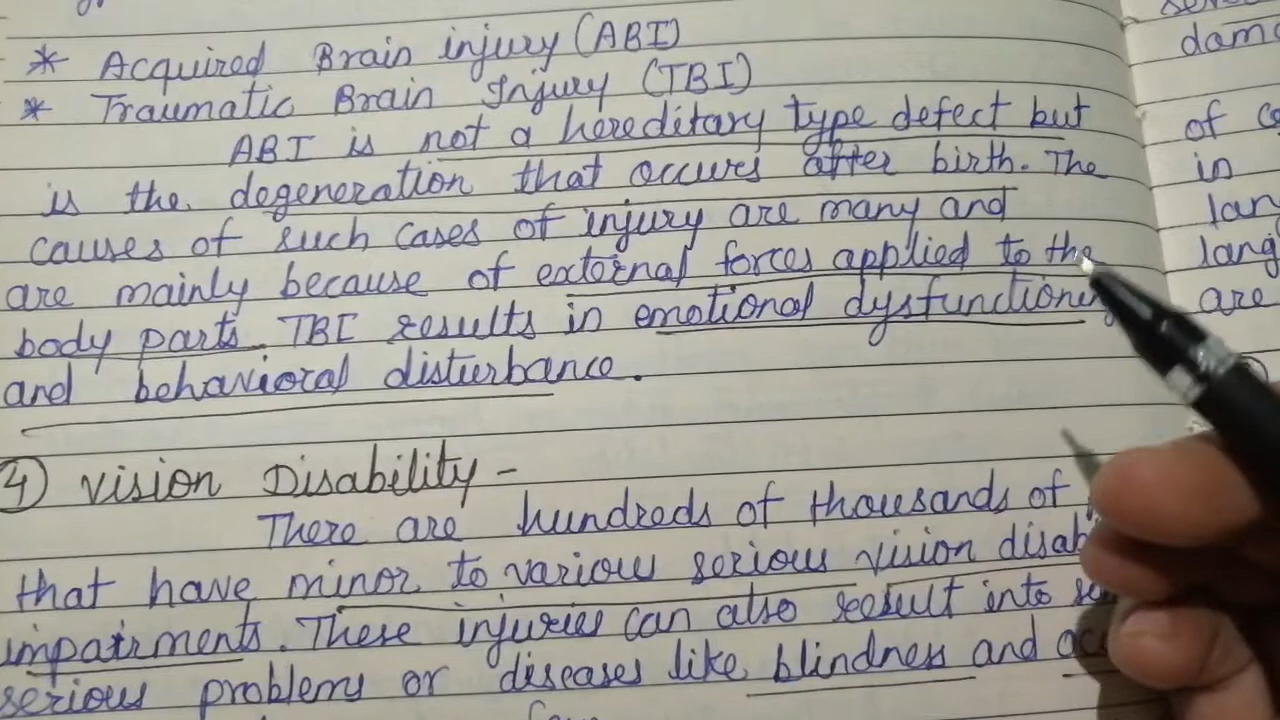 * Acquired Brain injury (ABI)
* Traumatic Brain Injury (TBI)
ABI is not a hereditary type defect but
is the degeneration that occurs after birth. The
causes of such cases of injury are many and
are mainly because of external forces applied to the
body parts. TBI results in emotional dysfunctioning
and behavioral disturbance.
4) Vision Disability -
There are hundreds of thousands of
that have minor to various serious vision
impairments. These injuries can also result into
serious problems or diseases like blindness and
of
in
are